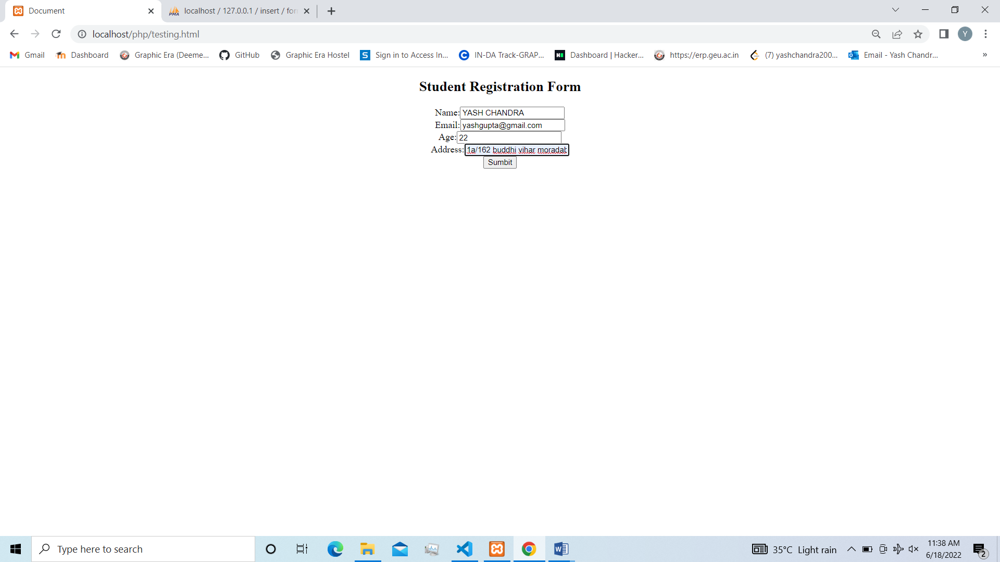 Document
localhost / 127.0.0.1 / insert / for
localhost/php/testing.html
Y
Gmail
Dashboard
Graphic Era (Deeme...
GitHub
Graphic Era Hostel
Sign in to Access In...
IN-DA Track-GRAP...
Dashboard | Hacker...
https://erp.geu.ac.in
(7) yashchandra200...
Email - Yash Chandr...
»
Student Registration Form
Name: YASH CHANDRA
Email: yashgupta@gmail.com
Age: 22
Address: 1a/162 buddhi vihar moradab
Sumbit
Type here to search
35°C Light rain
11:38 AM
6/18/2022
2